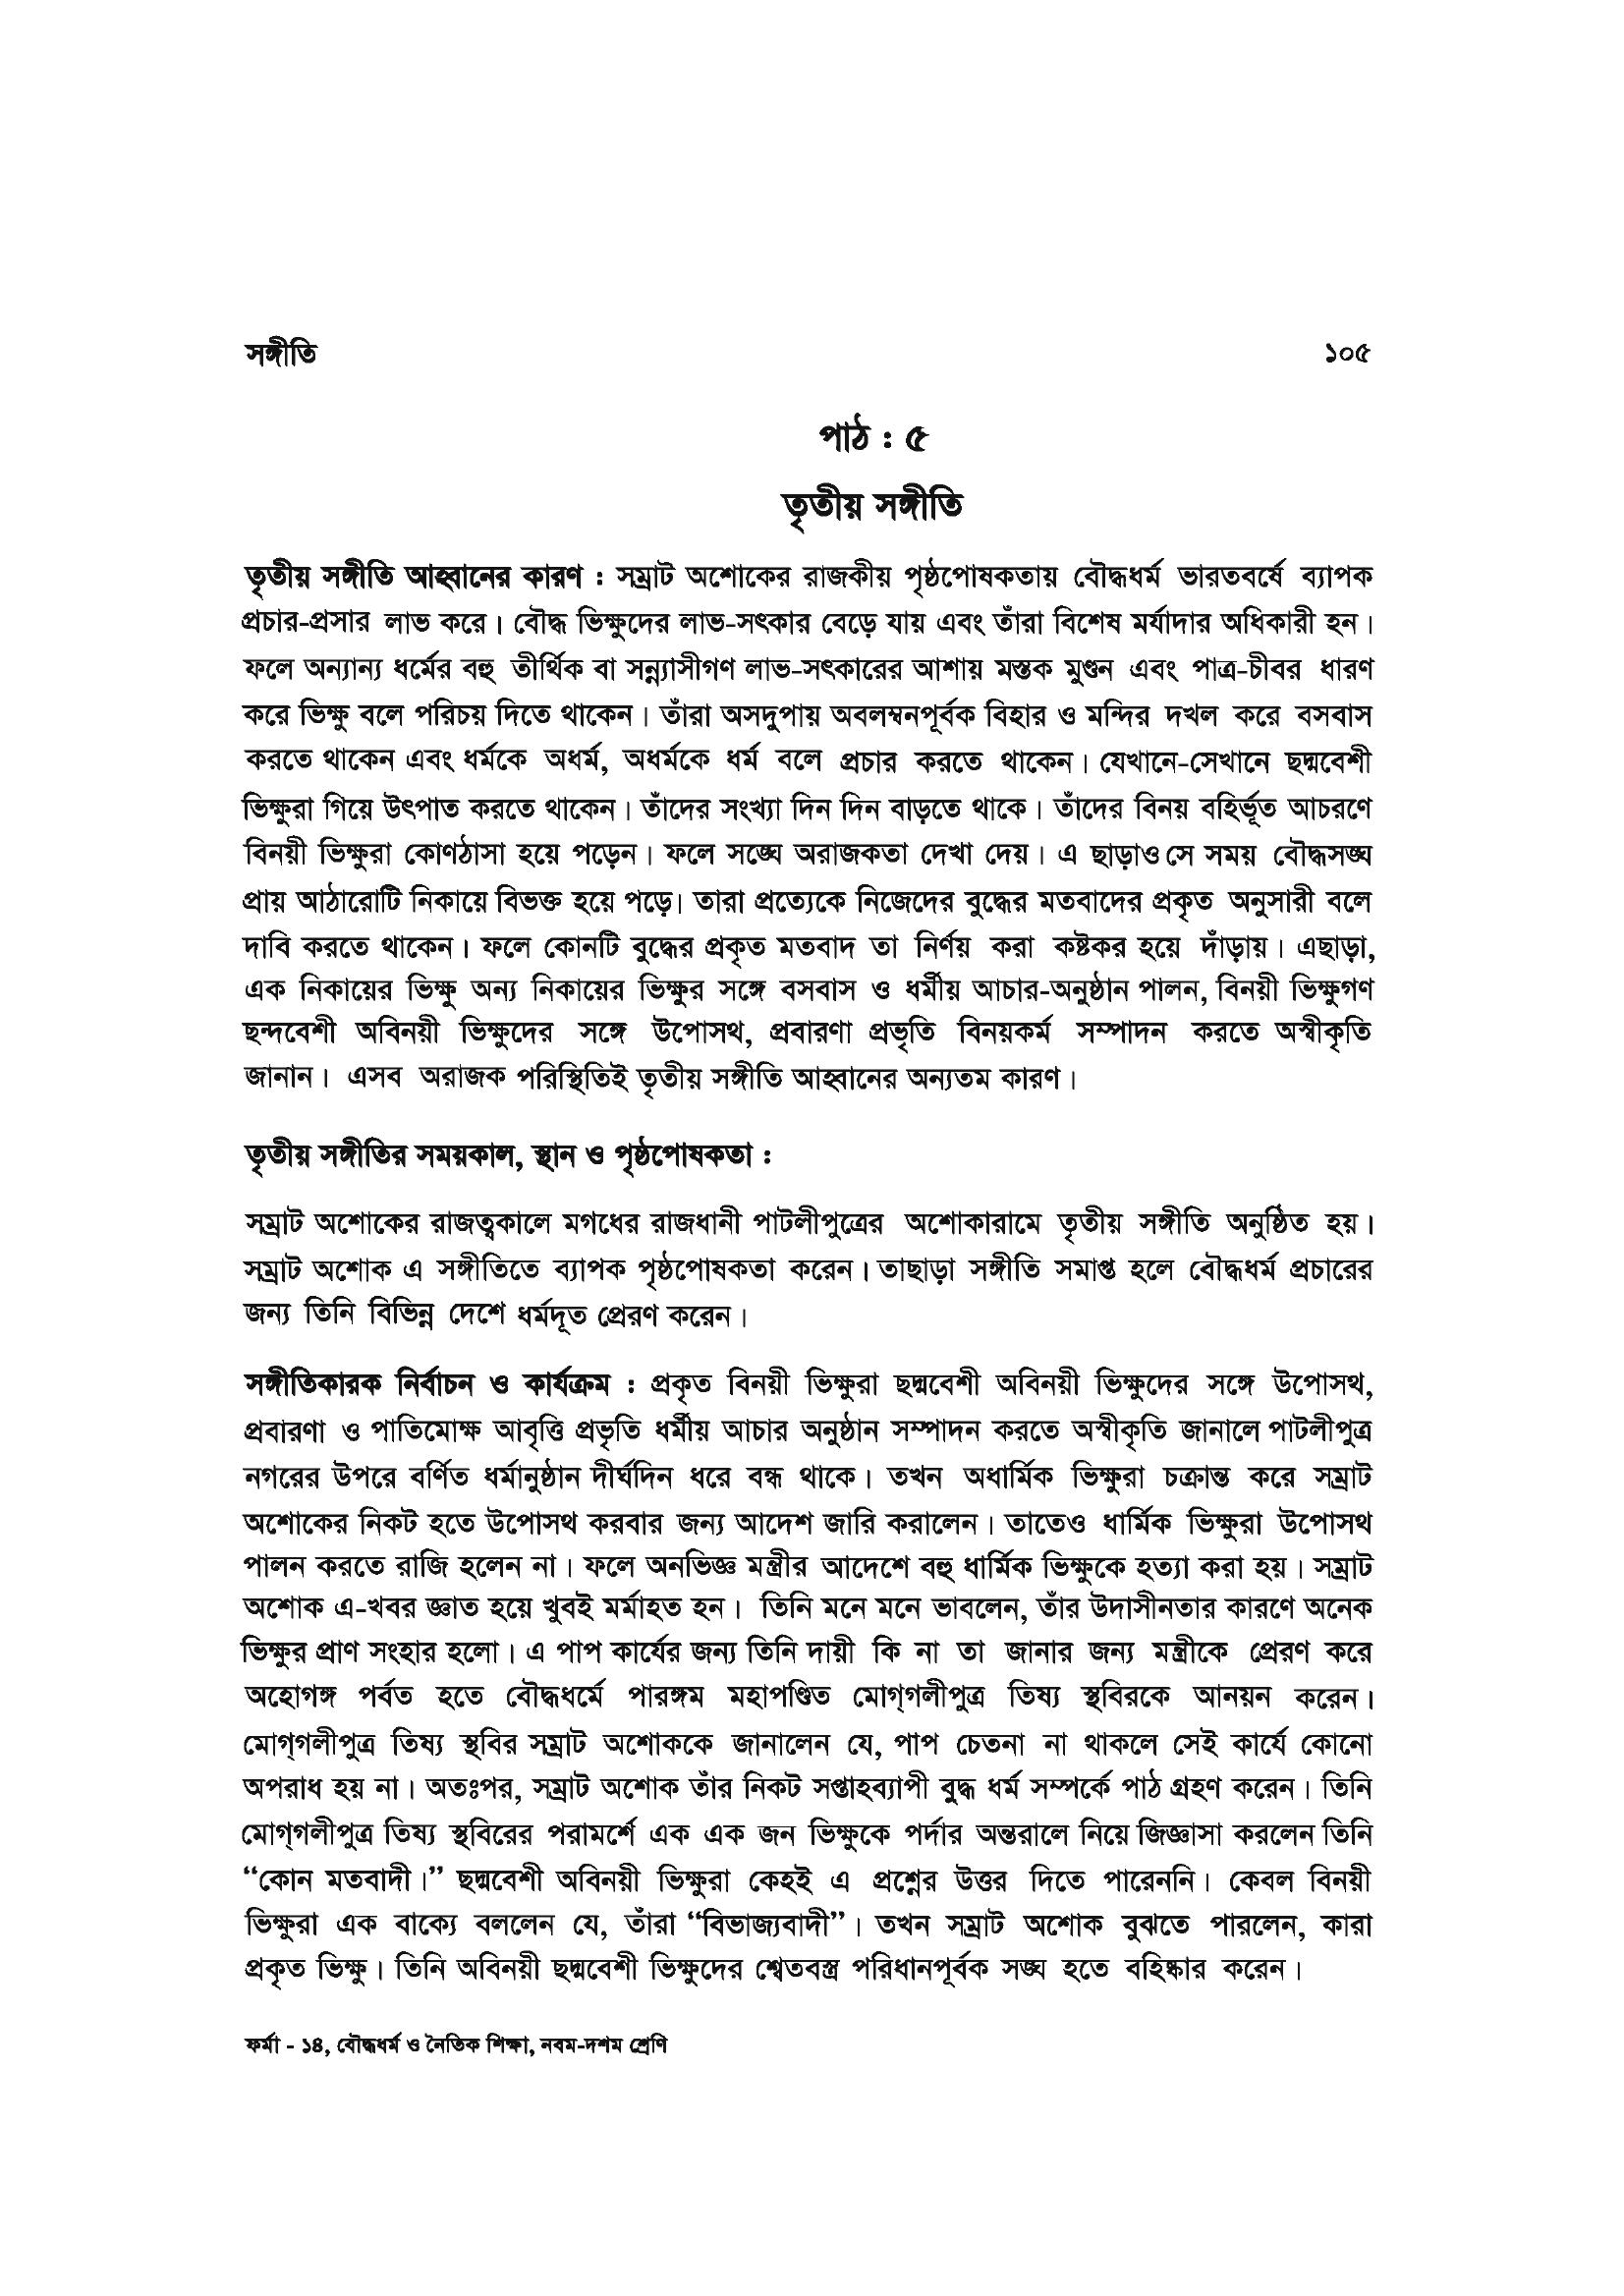 সঙ্গীতি
১০৫
পাঠ : ৫
তৃতীয় সঙ্গীতি
তৃতীয় সঙ্গীতি আহ্বানের কারণ : সম্রাট অশোকের রাজকীয় পৃষ্ঠপোষকতায় বৌদ্ধধর্ম ভারতবর্ষে ব্যাপক
প্রচার-প্রসার লাভ করে। বৌদ্ধ ভিক্ষুদের লাভ-সৎকার বেড়ে যায় এবং তাঁরা বিশেষ মর্যাদার অধিকারী হন।
ফলে অন্যান্য ধর্মের বহু তীর্থিক বা সন্ন্যাসীগণ লাভ-সৎকারের আশায় মস্তক মুণ্ডন এবং পাত্র-চীবর ধারণ
করে ভিক্ষু বলে পরিচয় দিতে থাকেন। তাঁরা অসদুপায় অবলম্বনপূর্বক বিহার ও মন্দির দখল করে বসবাস
করতে থাকেন এবং ধর্মকে অধর্ম, অধর্মকে ধর্ম বলে প্রচার করতে থাকেন। যেখানে-সেখানে ছদ্মবেশী
ভিক্ষুরা গিয়ে উৎপাত করতে থাকেন। তাঁদের সংখ্যা দিন দিন বাড়তে থাকে। তাঁদের বিনয় বহির্ভূত আচরণে
বিনয়ী ভিক্ষুরা কোণঠাসা হয়ে পড়েন। ফলে সঙ্ঘে অরাজকতা দেখা দেয়। এ ছাড়াও সে সময় বৌদ্ধসঙ্ঘ
প্রায় আঠারোটি নিকায়ে বিভক্ত হয়ে পড়ে। তারা প্রত্যেকে নিজেদের বুদ্ধের মতবাদের প্রকৃত অনুসারী বলে
দাবি করতে থাকেন। ফলে কোনটি বুদ্ধের প্রকৃত মতবাদ তা নির্ণয় করা কষ্টকর হয়ে দাঁড়ায়। এছাড়া,
এক নিকায়ের ভিক্ষু অন্য নিকায়ের ভিক্ষুর সঙ্গে বসবাস ও ধর্মীয় আচার-অনুষ্ঠান পালন, বিনয়ী ভিক্ষুগণ
ছন্দবেশী অবিনয়ী ভিক্ষুদের সঙ্গে উপোসথ, প্রবারণা প্রভৃতি বিনয়কর্ম সম্পাদন করতে অস্বীকৃতি
জানান। এসব অরাজক পরিস্থিতিই তৃতীয় সঙ্গীতি আহ্বানের অন্যতম কারণ।
তৃতীয় সঙ্গীতির সময়কাল, স্থান ও পৃষ্ঠপোষকতা :
সম্রাট অশোকের রাজত্বকালে মগধের রাজধানী পাটলীপুত্রের অশোকারামে তৃতীয় সঙ্গীতি অনুষ্ঠিত হয়।
সম্রাট অশোক এ সঙ্গীতিতে ব্যাপক পৃষ্ঠপোষকতা করেন। তাছাড়া সঙ্গীতি সমাপ্ত হলে বৌদ্ধধর্ম প্রচারের
জন্য তিনি বিভিন্ন দেশে ধর্মদূত প্রেরণ করেন।
সঙ্গীতিকারক নির্বাচন ও কার্যক্রম : প্রকৃত বিনয়ী ভিক্ষুরা ছদ্মবেশী অবিনয়ী ভিক্ষুদের সঙ্গে উপোসথ,
প্রবারণা ও পাতিমোক্ষ আবৃত্তি প্রভৃতি ধর্মীয় আচার অনুষ্ঠান সম্পাদন করতে অস্বীকৃতি জানালে পাটলীপুত্র
নগরের উপরে বর্ণিত ধর্মানুষ্ঠান দীর্ঘদিন ধরে বন্ধ থাকে। তখন অধার্মিক ভিক্ষুরা চক্রান্ত করে সম্রাট
অশোকের নিকট হতে উপোসথ করবার জন্য আদেশ জারি করালেন। তাতেও ধার্মিক ভিক্ষুরা উপোসথ
পালন করতে রাজি হলেন না। ফলে অনভিজ্ঞ মন্ত্রীর আদেশে বহু ধার্মিক ভিক্ষুকে হত্যা করা হয়। সম্রাট
অশোক এ-খবর জ্ঞাত হয়ে খুবই মর্মাহত হন। তিনি মনে মনে ভাবলেন, তাঁর উদাসীনতার কারণে অনেক
ভিক্ষুর প্রাণ সংহার হলো। এ পাপ কার্যের জন্য তিনি দায়ী কি না তা জানার জন্য মন্ত্রীকে প্রেরণ করে
অহোগঙ্গ পর্বত হতে বৌদ্ধধর্মে পারঙ্গম মহাপণ্ডিত মোগ্‌গলীপুত্র তিষ্য স্থবিরকে আনয়ন করেন।
মোগ্‌গলীপুত্র তিষ্য স্থবির সম্রাট অশোককে জানালেন যে, পাপ চেতনা না থাকলে সেই কার্যে কোনো
অপরাধ হয় না। অতঃপর, সম্রাট অশোক তাঁর নিকট সপ্তাহব্যাপী বুদ্ধ ধর্ম সম্পর্কে পাঠ গ্রহণ করেন। তিনি
মোগ্‌গলীপুত্র তিষ্য স্থবিরের পরামর্শে এক এক জন ভিক্ষুকে পর্দার অন্তরালে নিয়ে জিজ্ঞাসা করলেন তিনি
“কোন মতবাদী।” ছদ্মবেশী অবিনয়ী ভিক্ষুরা কেহই এ প্রশ্নের উত্তর দিতে পারেননি। কেবল বিনয়ী
ভিক্ষুরা এক বাক্যে বললেন যে, তাঁরা “বিভাজ্যবাদী”। তখন সম্রাট অশোক বুঝতে পারলেন, কারা
প্রকৃত ভিক্ষু। তিনি অবিনয়ী ছদ্মবেশী ভিক্ষুদের শ্বেতবস্ত্র পরিধানপূর্বক সঙ্ঘ হতে বহিষ্কার করেন।
ফর্মা - ১৪, বৌদ্ধধর্ম ও নৈতিক শিক্ষা, নবম-দশম শ্রেণি